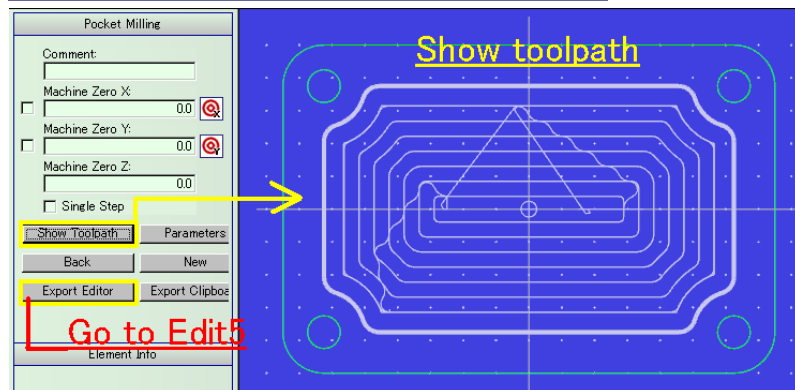 Pocket Milling
Show toolpath
Comment:
Machine Zero X:
0.0
X
Machine Zero Y:
0.0
Y
Machine Zero Z:
0.0
Single Step
Show Toolpath Parameters
Back New
Export Editor Export Clipboa
Go to Edit5
Element Info